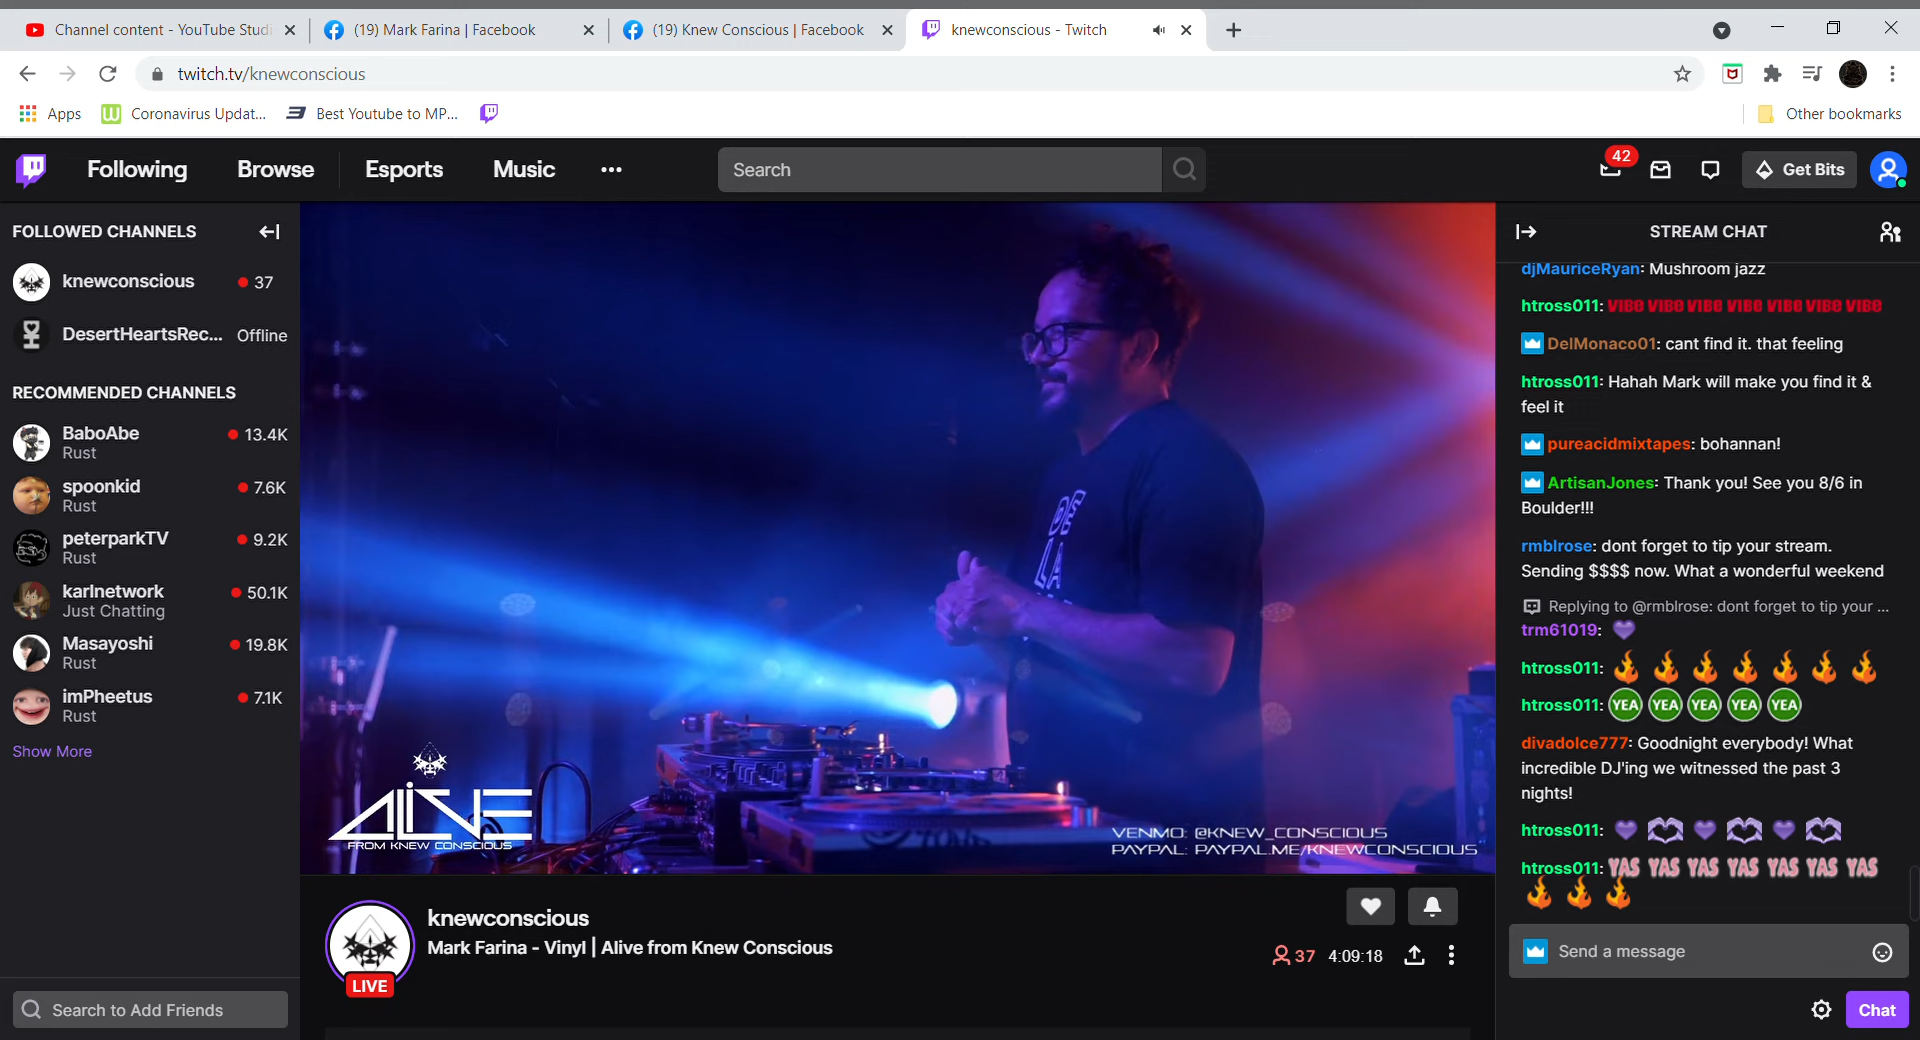 Channel content - YouTube Studi
(19) Mark Farina | Facebook
(19) Knew Conscious | Facebook
knewconscious - Twitch
twitch.tv/knewconscious
Apps
Coronavirus Updat...
Best Youtube to MP...
Other bookmarks
Following
Browse
Esports
Music
Search
42
Get Bits
FOLLOWED CHANNELS
knewconscious
37
DesertHeartsRec...
Offline
RECOMMENDED CHANNELS
BaboAbe
13.4K
Rust
spoonkid
7.6K
Rust
peterparkTV
9.2K
Rust
karlnetwork
50.1K
Just Chatting
Masayoshi
19.8K
Rust
imPheetus
7.1K
Rust
Show More
Search to Add Friends
DE
LA
ALIVE
FROM KNEW CONSCIOUS
VENMO: @KNEW_CONSCIOUS
PAYPAL: PAYPAL.ME/KNEWCONSCIOUS
LIVE
knewconscious
Mark Farina - Vinyl | Alive from Knew Conscious
37
4:09:18
STREAM CHAT
djMauriceRyan: Mushroom jazz
htross011: VIBE VIBE VIBE VIBE VIBE VIBE VIBE
DelMonaco01: cant find it. that feeling
htross011: Hahah Mark will make you find it &
feel it
pureacidmixtapes: bohannan!
ArtisanJones: Thank you! See you 8/6 in
Boulder!!!
rmblrose: dont forget to tip your stream.
Sending $$$$ now. What a wonderful weekend
Replying to @rmblrose: dont forget to tip your ...
trm61019:
htross011:
htross011: YEA YEA YEA YEA YEA
divadolce777: Goodnight everybody! What
incredible DJ'ing we witnessed the past 3
nights!
htross011:
htross011: YAS YAS YAS YAS YAS YAS YAS
Send a message
Chat